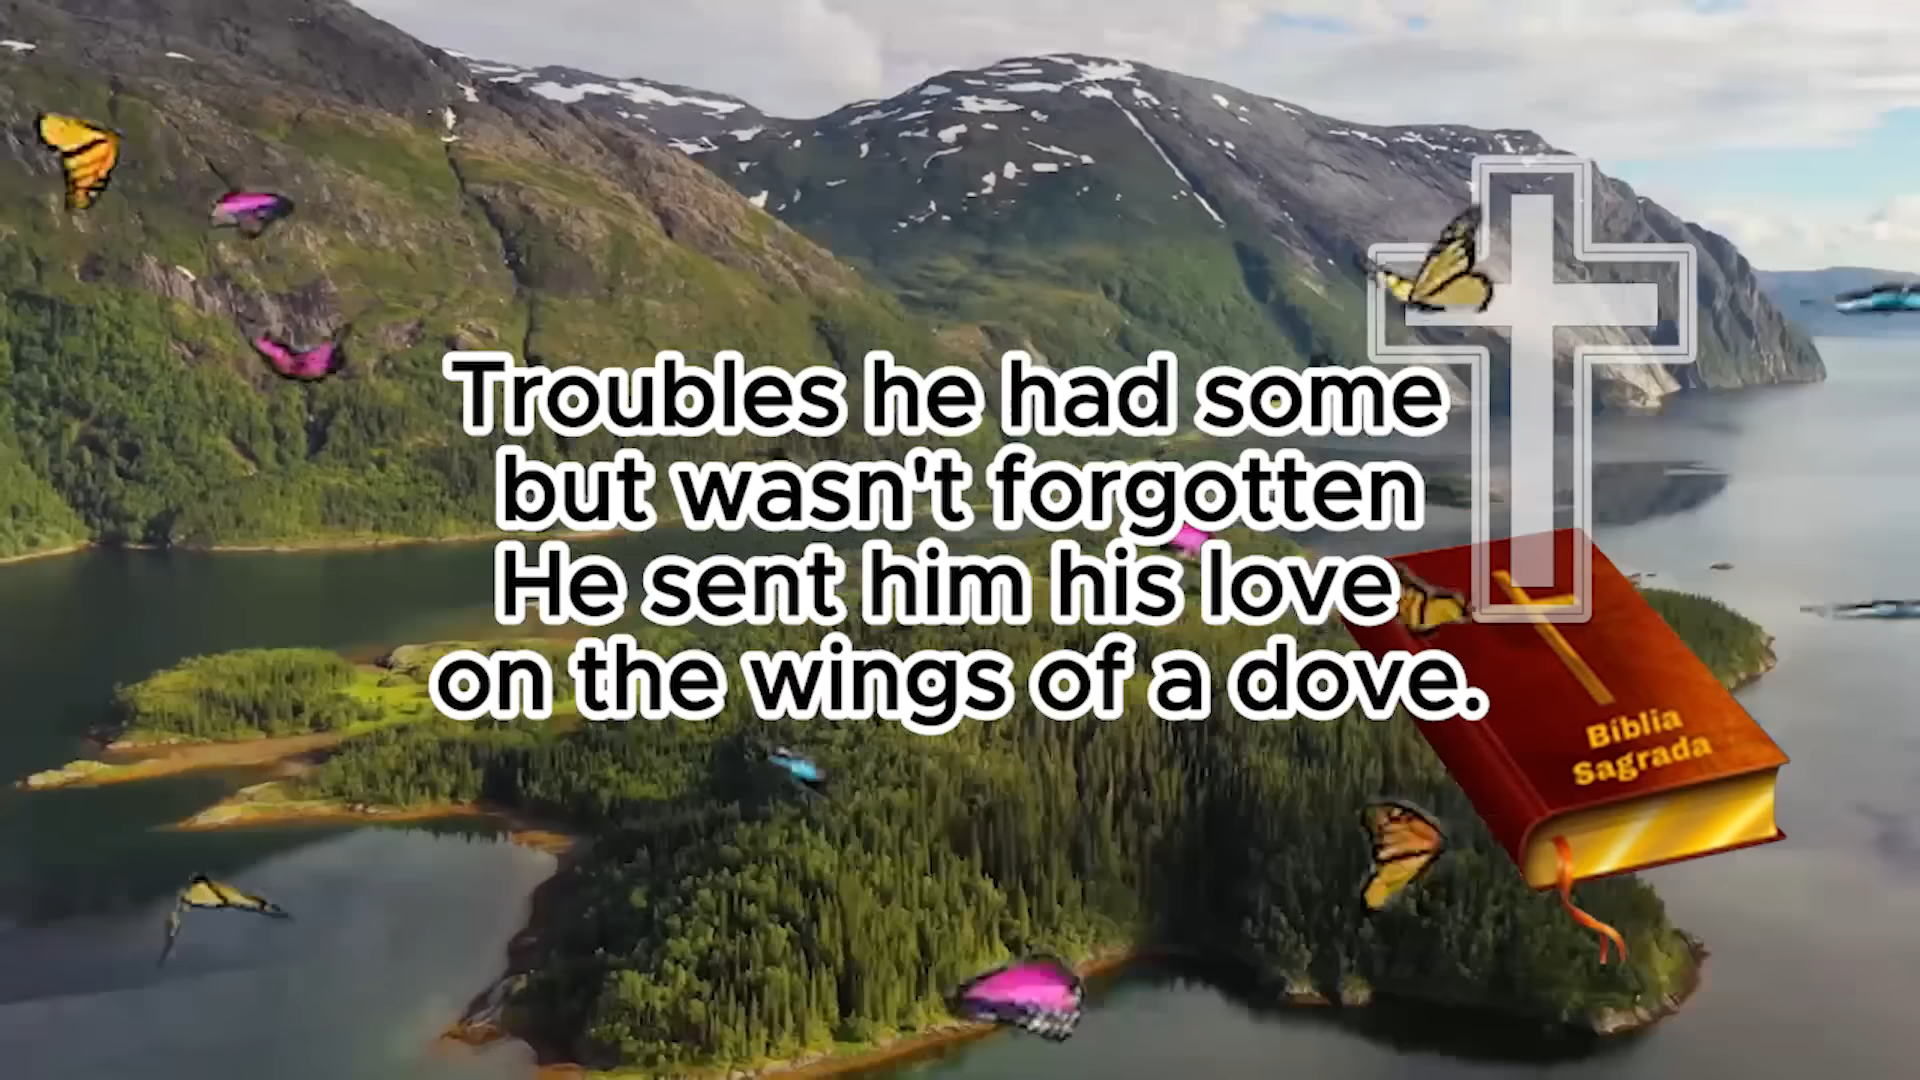 Troubles he had some
but wasn't forgotten
He sent him his love
on the wings of a dove.
Bíblia
Sagrada